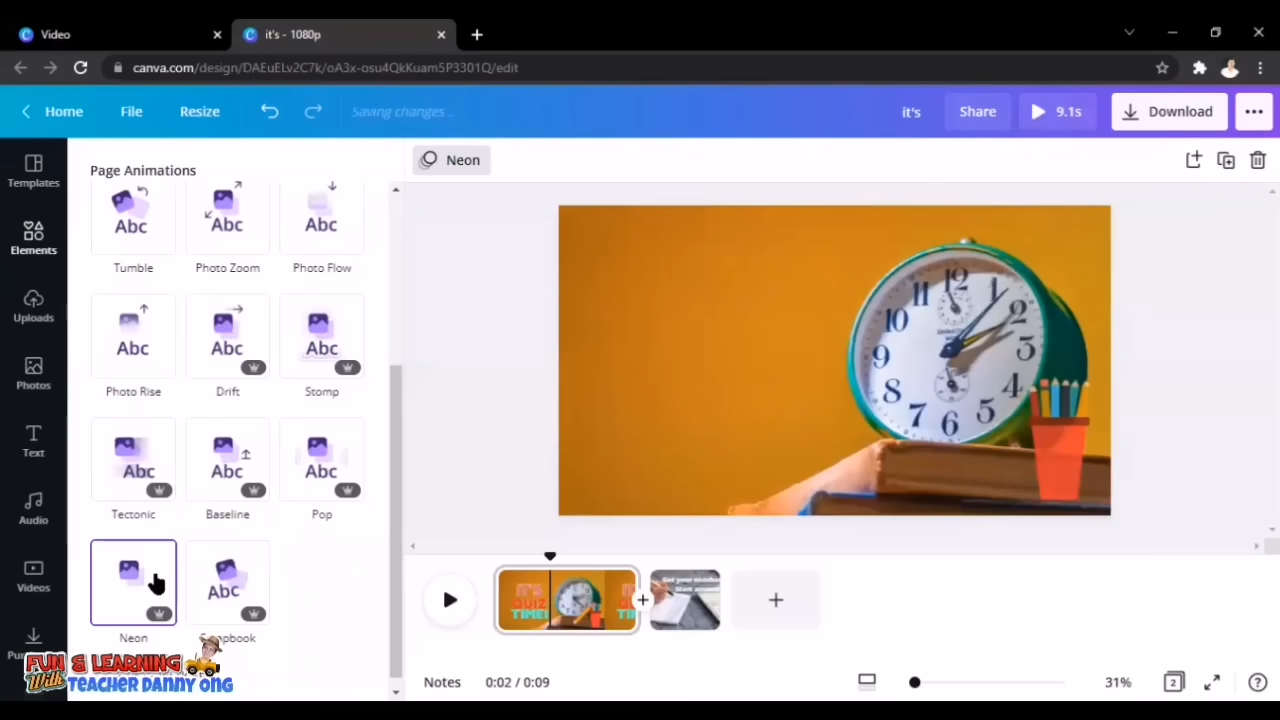 Video
it's - 1080p
canva.com/design/DAEuELv2C7k/oA3x-osu4QkKuam5P3301Q/edit
Home
File
Resize
Saving changes...
it's
Share
9.1s
Download
Templates
Elements
Uploads
Photos
Text
Audio
Videos
Page Animations
Abc
Abc
Abc
Tumble
Photo Zoom
Photo Flow
Abc
Abc
Abc
Photo Rise
Drift
Stomp
Abc
Abc
Abc
Tectonic
Baseline
Pop
Abc
Neon
FUN & LEARNING
With TEACHER DANNY ONG
Neon
12
1
2
3
4
5
6
7
8
9
10
11
IT'S
QUIZ
TIME!
Notes
0:02 / 0:09
31%
2